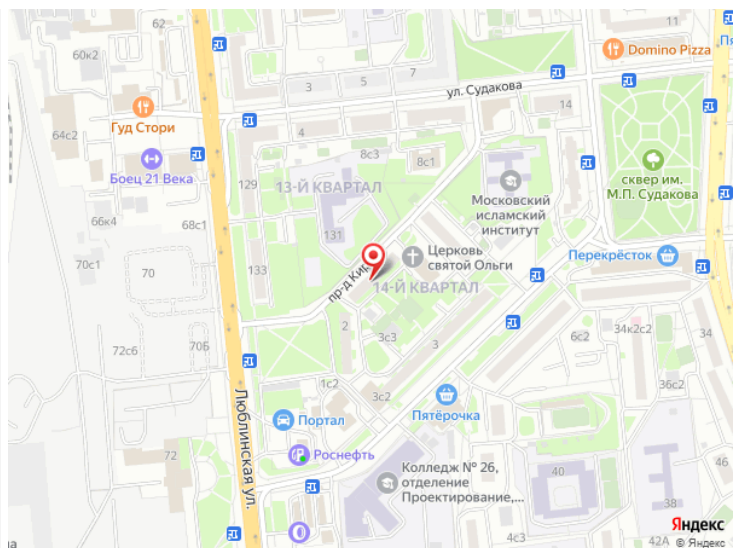 62
11
60к2
Domino Pizza
7
5
3
ул. Судакова
14
Гуд Стори
4
64с2
8с3
8с1
сквер им.
М.П. Судакова
Боец 21 Века
129
13-Й КВАРТАЛ
Московский
исламский
институт
66к4
68с1
131
Церковь
святой Ольги
Перекрёсток
70с1
70
133
пр-д Ки
14-Й КВАРТАЛ
2
3с3
3
6с2
34к2с2
72с6
70Б
1с2
3с2
36с2
Люблинская ул.
Портал
Пятёрочка
72
Роснефть
Колледж № 26,
отделение
Проектирование,...
40
46
38
Яндекс
4с3
42А
© Яндекс